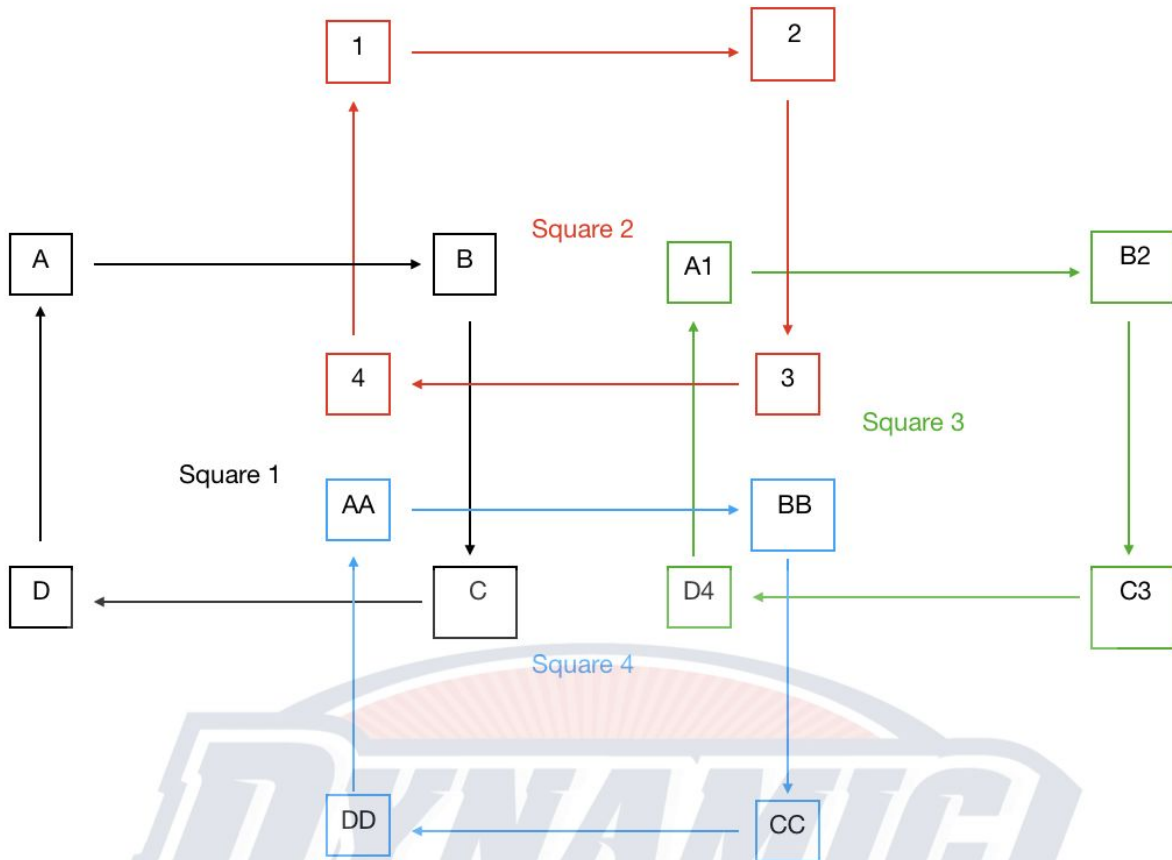 1
2
Square 2
A
B
A1
B2
4
3
Square 3
Square 1
AA
BB
D
C
D4
C3
Square 4
DYNAMIC
DD
CC